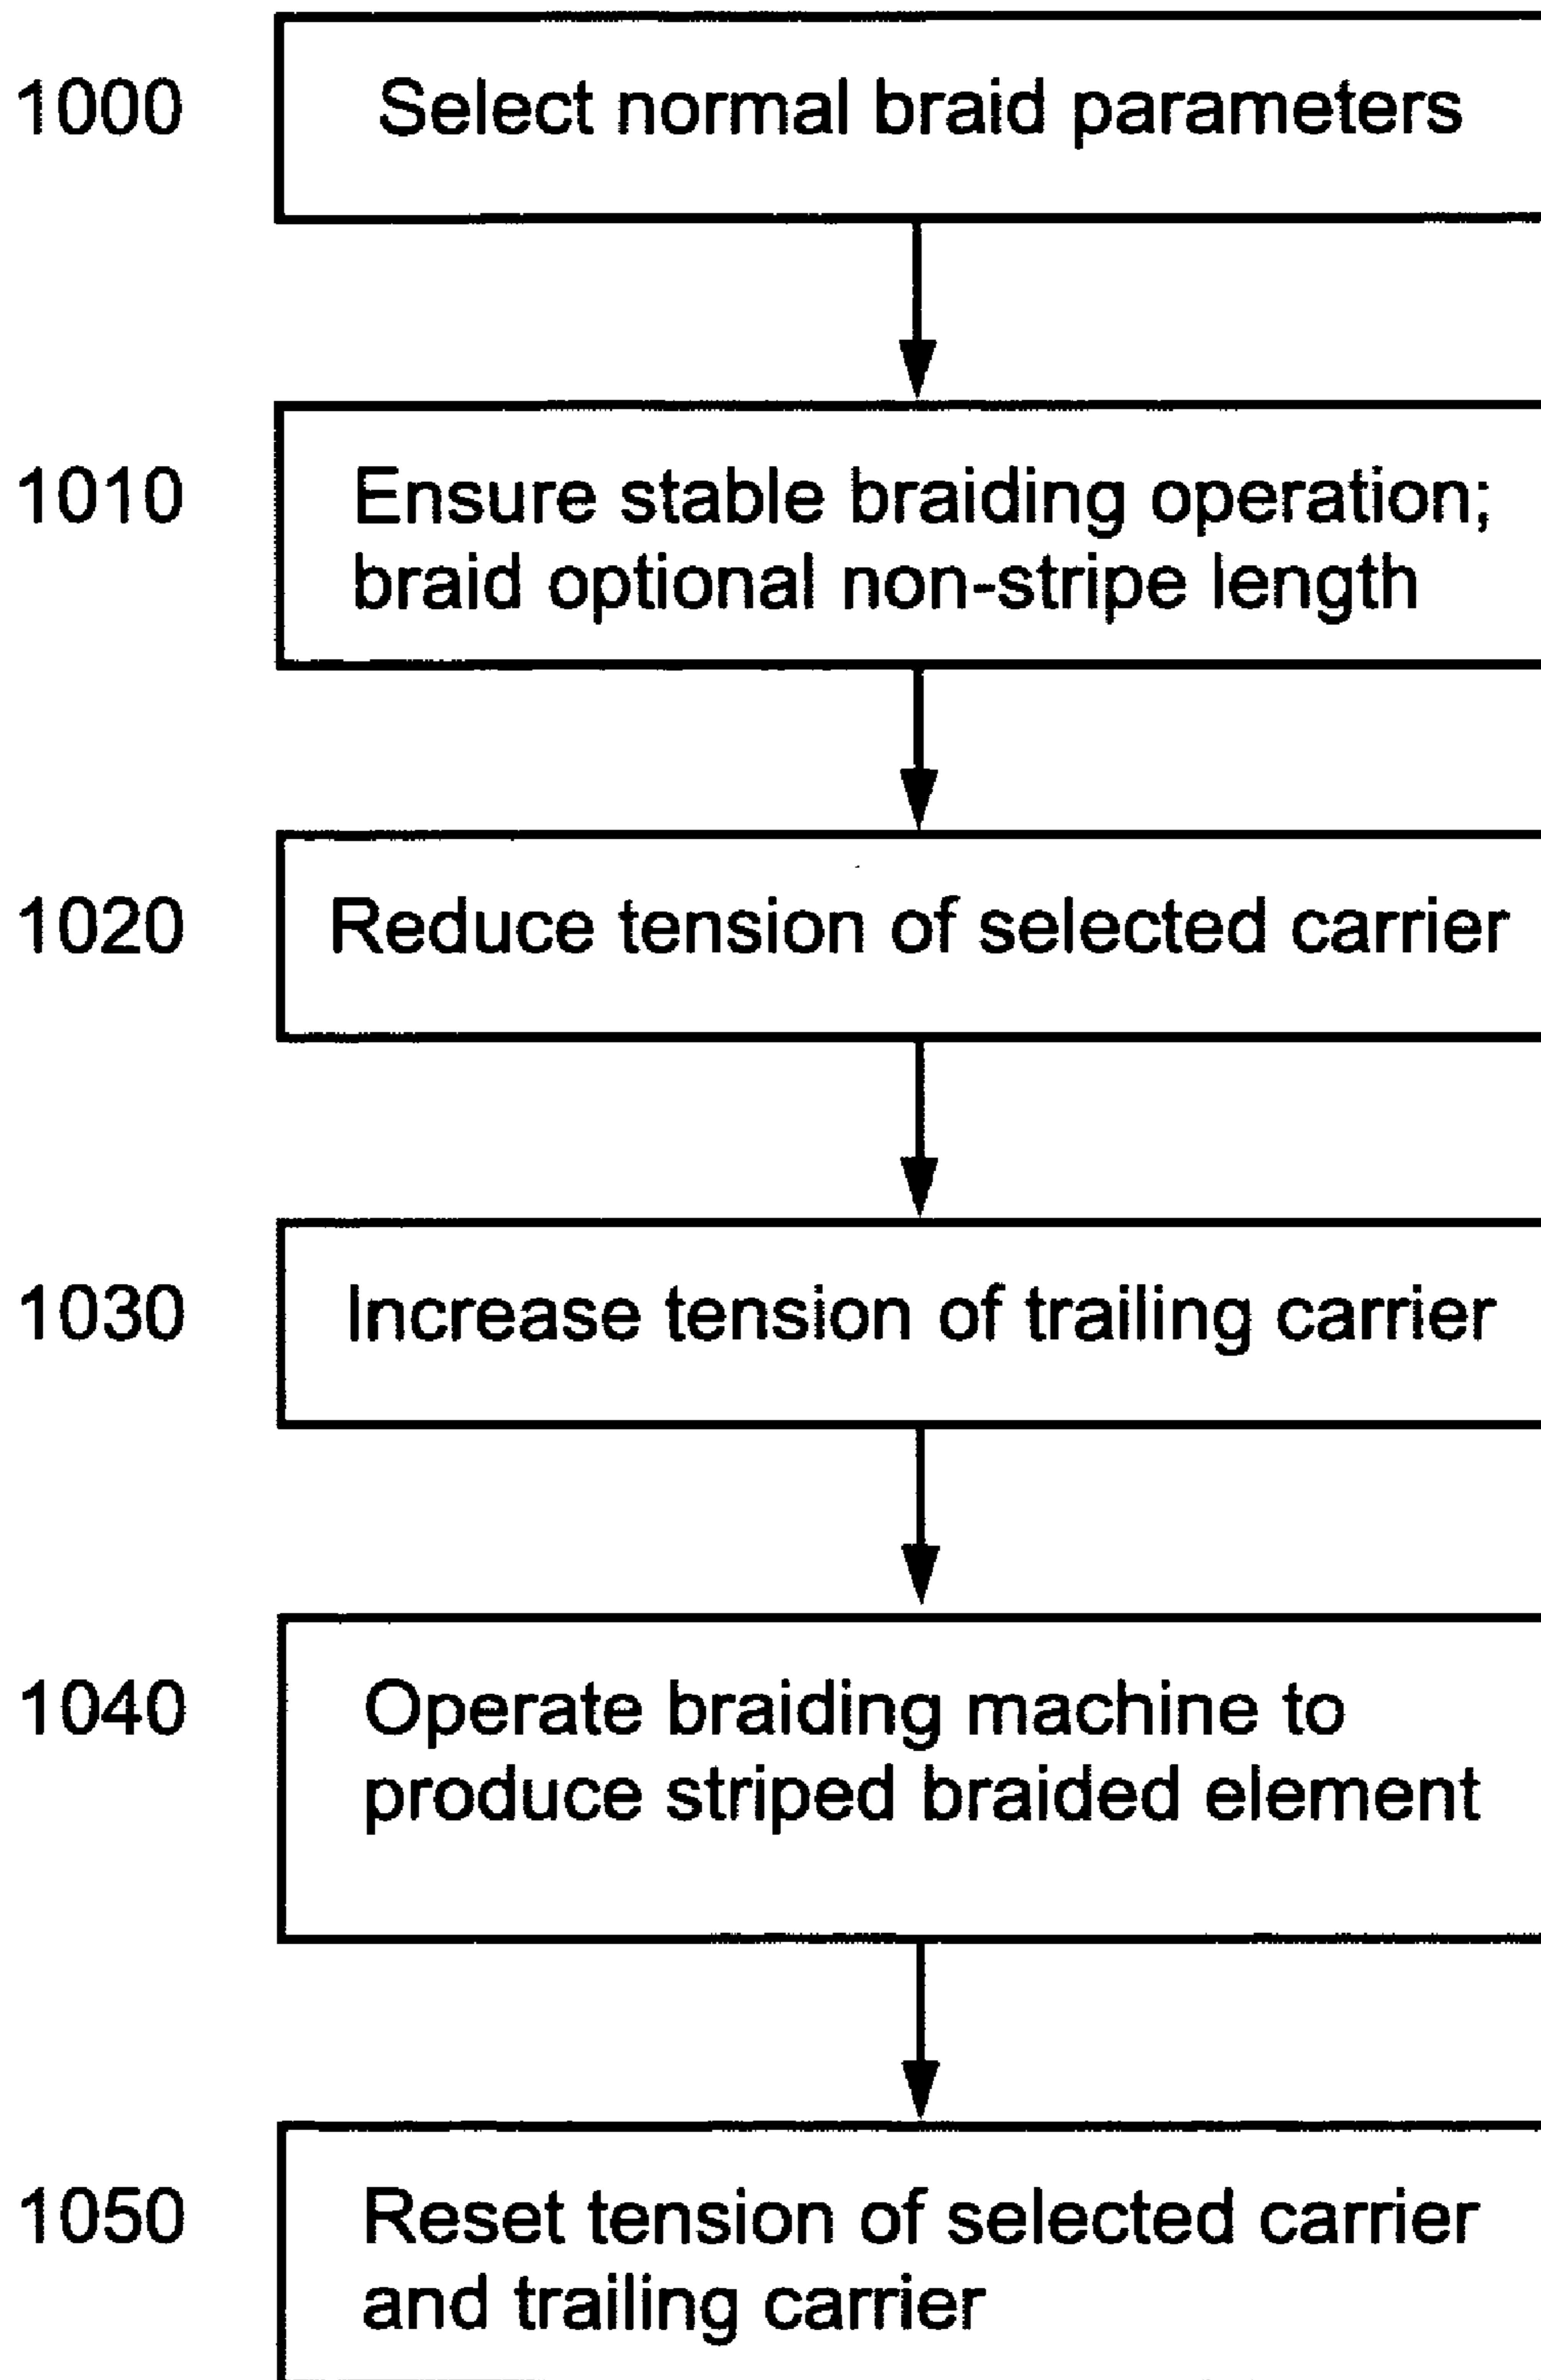 1000
Select normal braid parameters
1010
Ensure stable braiding operation;
braid optional non-stripe length
1020
Reduce tension of selected carrier
1030
Increase tension of trailing carrier
1040
Operate braiding machine to
produce striped braided element
1050
Reset tension of selected carrier
and trailing carrier